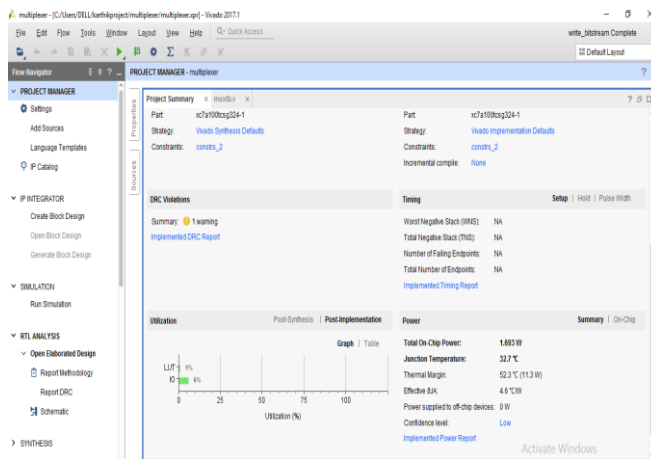 multiplexer - [C:/Users/DELL/karthikproject/multiplexer/multiplexer.xpr] - Vivado 2017.1
File Edit Flow Tools Window Layout View Help Quick Access
write_bitstream Complete
Default Layout
Flow Navigator
PROJECT MANAGER - multiplexer
PROJECT MANAGER
Settings
Add Sources
Language Templates
IP Catalog
IP INTEGRATOR
Create Block Design
Open Block Design
Generate Block Design
SIMULATION
Run Simulation
RTL ANALYSIS
Open Elaborated Design
Report Methodology
Report DRC
Schematic
SYNTHESIS
Properties
Sources
Project Summary
Part xc7a100tcsg324-1
Strategy: Vivado Synthesis Defaults
Constraints: constrs_2
Part xc7a100tcsg324-1
Strategy: Vivado Implementation Defaults
Constraints: constrs_2
Incremental compile: None
DRC Violations
Summary: 1 warning
Implemented DRC Report
Timing Setup | Hold | Pulse Width
Worst Negative Slack (WNS): NA
Total Negative Slack (TNS): NA
Number of Failing Endpoints: NA
Total Number of Endpoints: NA
Implemented Timing Report
Utilization Post-Synthesis | Post-Implementation
Graph | Table
LUT 1%
IO 6%
0 25 50 75 100
Utilization (%)
Power Summary | On-Chip
Total On-Chip Power: 1.693 W
Junction Temperature: 32.7 °C
Thermal Margin: 52.3 °C (11.3 W)
Effective θJA: 4.6 °C/W
Power supplied to off-chip devices: 0 W
Confidence level: Low
Implemented Power Report
Activate Windows